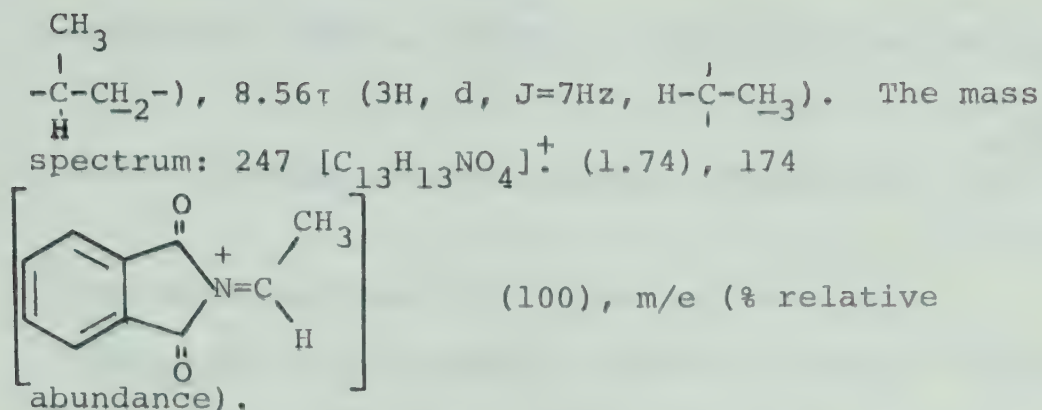 CH3
-C-CH2-), 8.56τ (3H, d, J=7Hz, H-C-CH3). The mass
H
spectrum: 247 [C13H13NO4]+. (1.74), 174
O
CH3
+
N=C
(100), m/e (% relative
H
O
abundance).